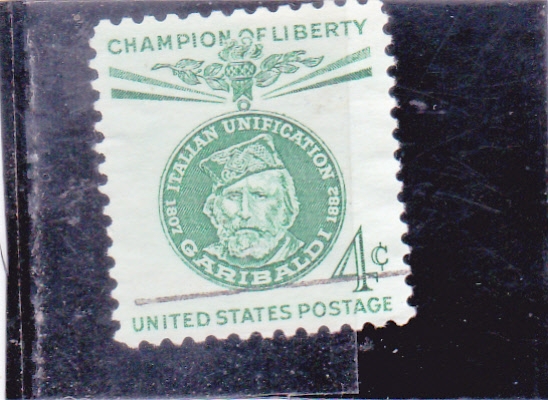 CHAMPION OF LIBERTY
ITALIAN UNIFICATION
1807
1882
GARIBALDI
4¢
UNITED STATES POSTAGE